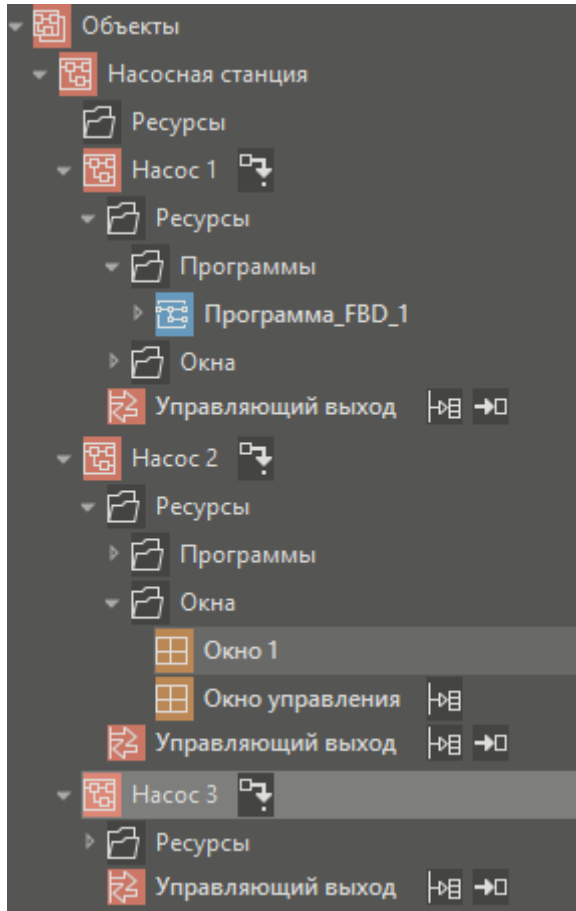 Объекты
Насосная станция
Ресурсы
Насос 1
Ресурсы
Программы
Программа_FBD_1
Окна
Управляющий выход
Насос 2
Ресурсы
Программы
Окна
Окно 1
Окно управления
Управляющий выход
Насос 3
Ресурсы
Управляющий выход